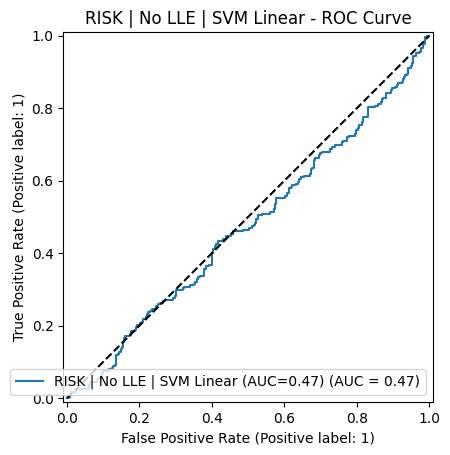 RISK | No LLE | SVM Linear - ROC Curve
1.0
0.8
0.6
0.4
0.2
0.0
True Positive Rate (Positive label: 1)
RISK | No LLE | SVM Linear (AUC=0.47) (AUC = 0.47)
0.0 0.2 0.4 0.6 0.8 1.0
False Positive Rate (Positive label: 1)